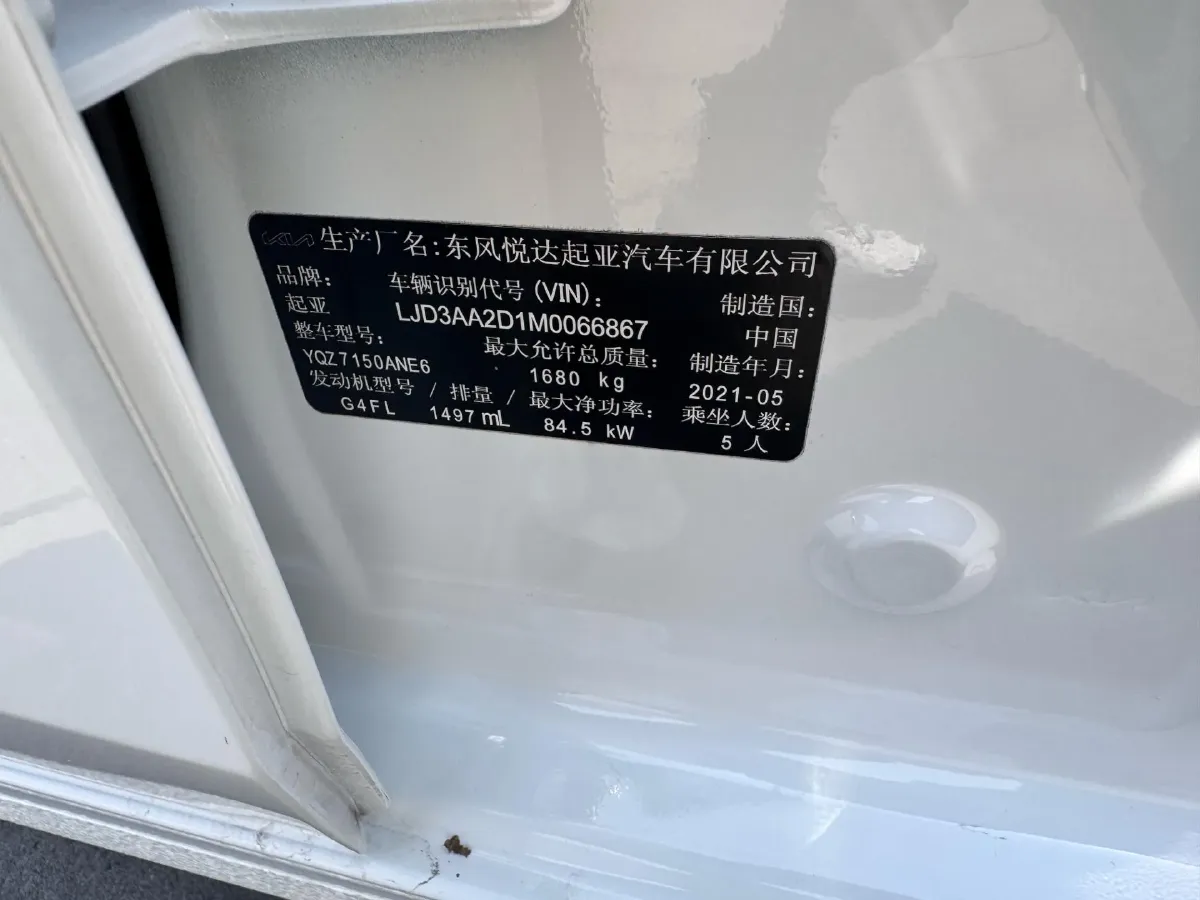 KIA 生产厂名:东风悦达起亚汽车有限公司
品牌: 车辆识别代号(VIN): 制造国:
起亚 LJD3AA2D1M0066867 中国
整车型号: 最大允许总质量: 制造年月:
YQZ7150ANE6 1680 kg 2021-05
发动机型号 / 排量 / 最大净功率: 乘坐人数:
G4FL 1497 mL 84.5 kW 5 人